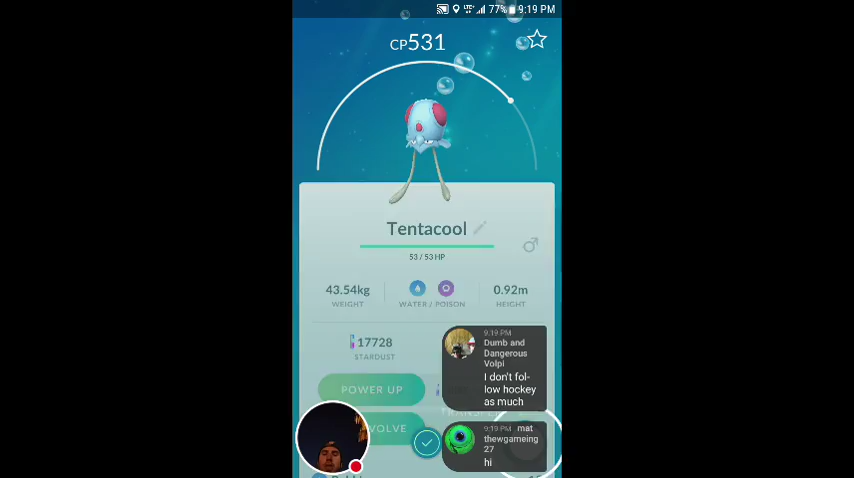 LTE 77% 9:19 PM
CP531
Tentacool
53 / 53 HP
43.54kg
0.92m
WEIGHT
WATER / POISON
HEIGHT
17728
STARDUST
POWER UP
VOLVE
9:19 PM
Dumb and
Dangerous
Volpi
I don't fol-
low hockey
as much
9:19 PM mat
thewgameing
27
hi